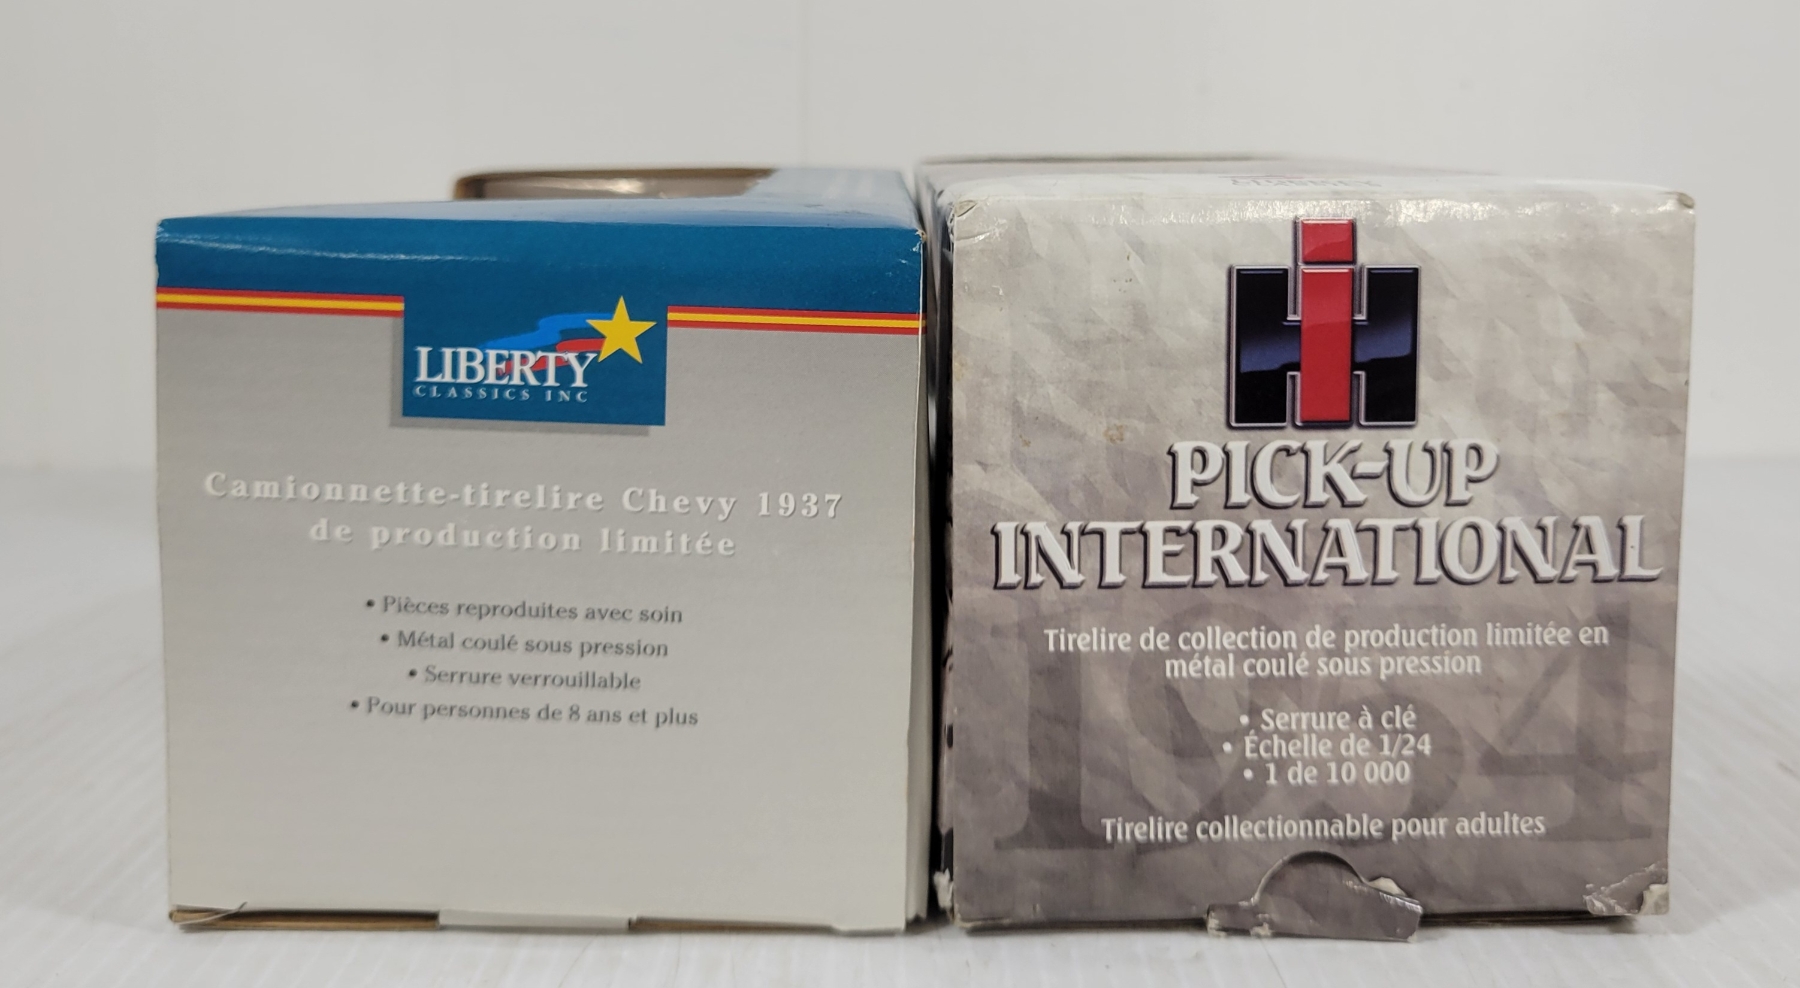 LIBERTY
CLASSICS INC
Camionnette-tirelire Chevy 1937
de production limitée
• Pièces reproduites avec soin
• Métal coulé sous pression
• Serrure verrouillable
• Pour personnes de 8 ans et plus
IH
PICK-UP
INTERNATIONAL
1954
Tirelire de collection de production limitée en
métal coulé sous pression
• Serrure à clé
• Échelle de 1/24
• 1 de 10 000
Tirelire collectionnable pour adultes